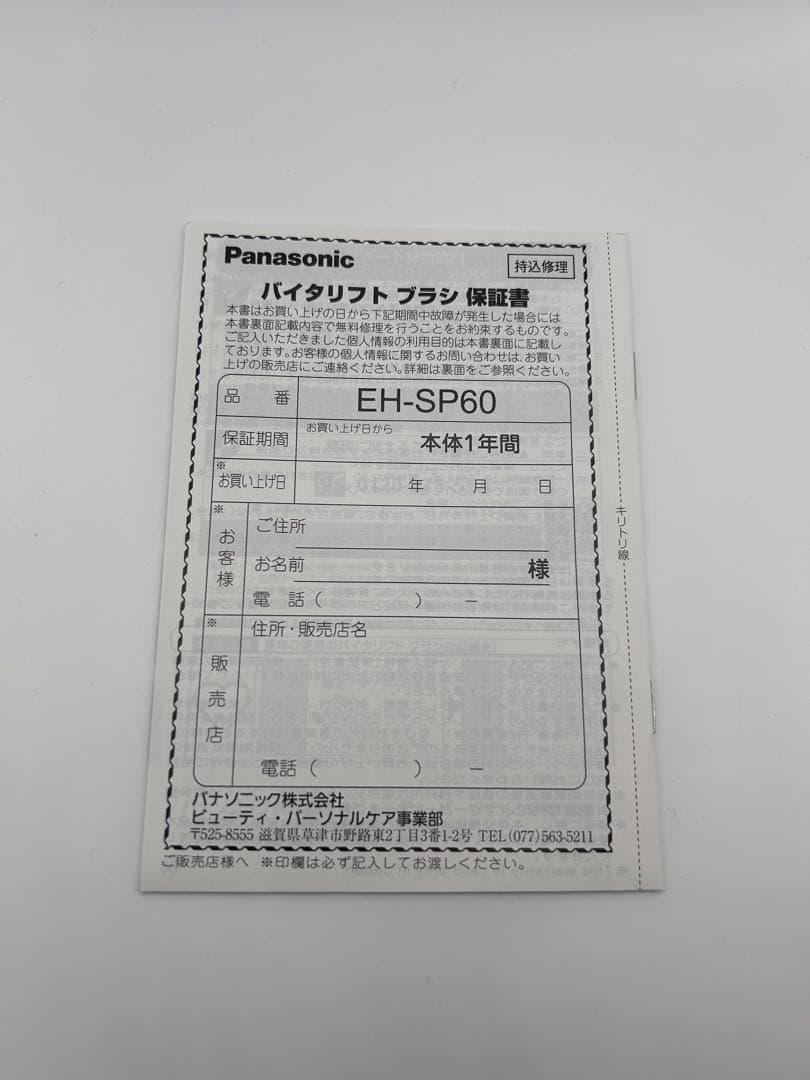 Panasonic
持込修理
バイタリフト ブラシ 保証書
本書はお買い上げの日から下記期間中故障が発生した場合には
本書裏面記載内容で無料修理を行うことをお約束するものです。
ご記入いただきました個人情報の利用目的は本書裏面に記載し
ております。お客様の個人情報に関するお問い合わせは、お買い
上げの販売店にご連絡ください。詳細は裏面をご参照ください。
品番 EH-SP60
保証期間 お買い上げ日から 本体1年間
※お買い上げ日 年 月 日
※お客様
ご住所
お名前 様
電話( ) −
※販売店
住所・販売店名
電話( ) −
キリトリ線
パナソニック株式会社
ビューティ・パーソナルケア事業部
〒525-8555 滋賀県草津市野路東2丁目3番1-2号 TEL(077)563-5211
ご販売店様へ ※印欄は必ず記入してお渡しください。